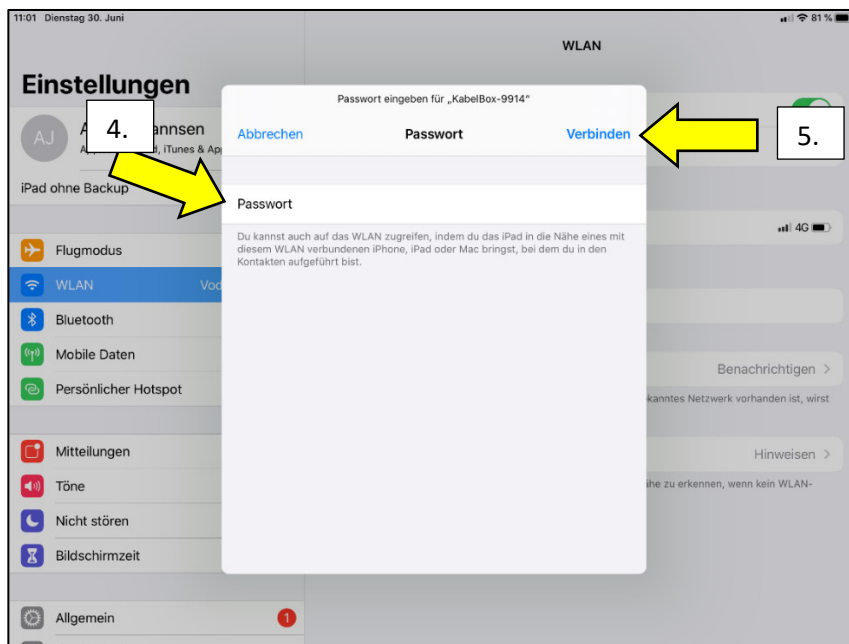 11:01 Dienstag 30. Juni
81 %
WLAN
Einstellungen
AJ
annsen
iTunes &
iPad ohne Backup
Flugmodus
WLAN
Bluetooth
Mobile Daten
Persönlicher Hotspot
Mitteilungen
Töne
Nicht stören
Bildschirmzeit
Allgemein 1
4.
Passwort eingeben für „KabelBox-9914“
Abbrechen Passwort Verbinden
5.
Passwort
Du kannst auch auf das WLAN zugreifen, indem du das iPad in die Nähe eines mit
diesem WLAN verbundenen iPhone, iPad oder Mac bringst, bei dem du in den
Kontakten aufgeführt bist.
4G
Benachrichtigen
Netzwerk vorhanden ist, wirst
Hinweisen
zu erkennen, wenn kein WLAN-